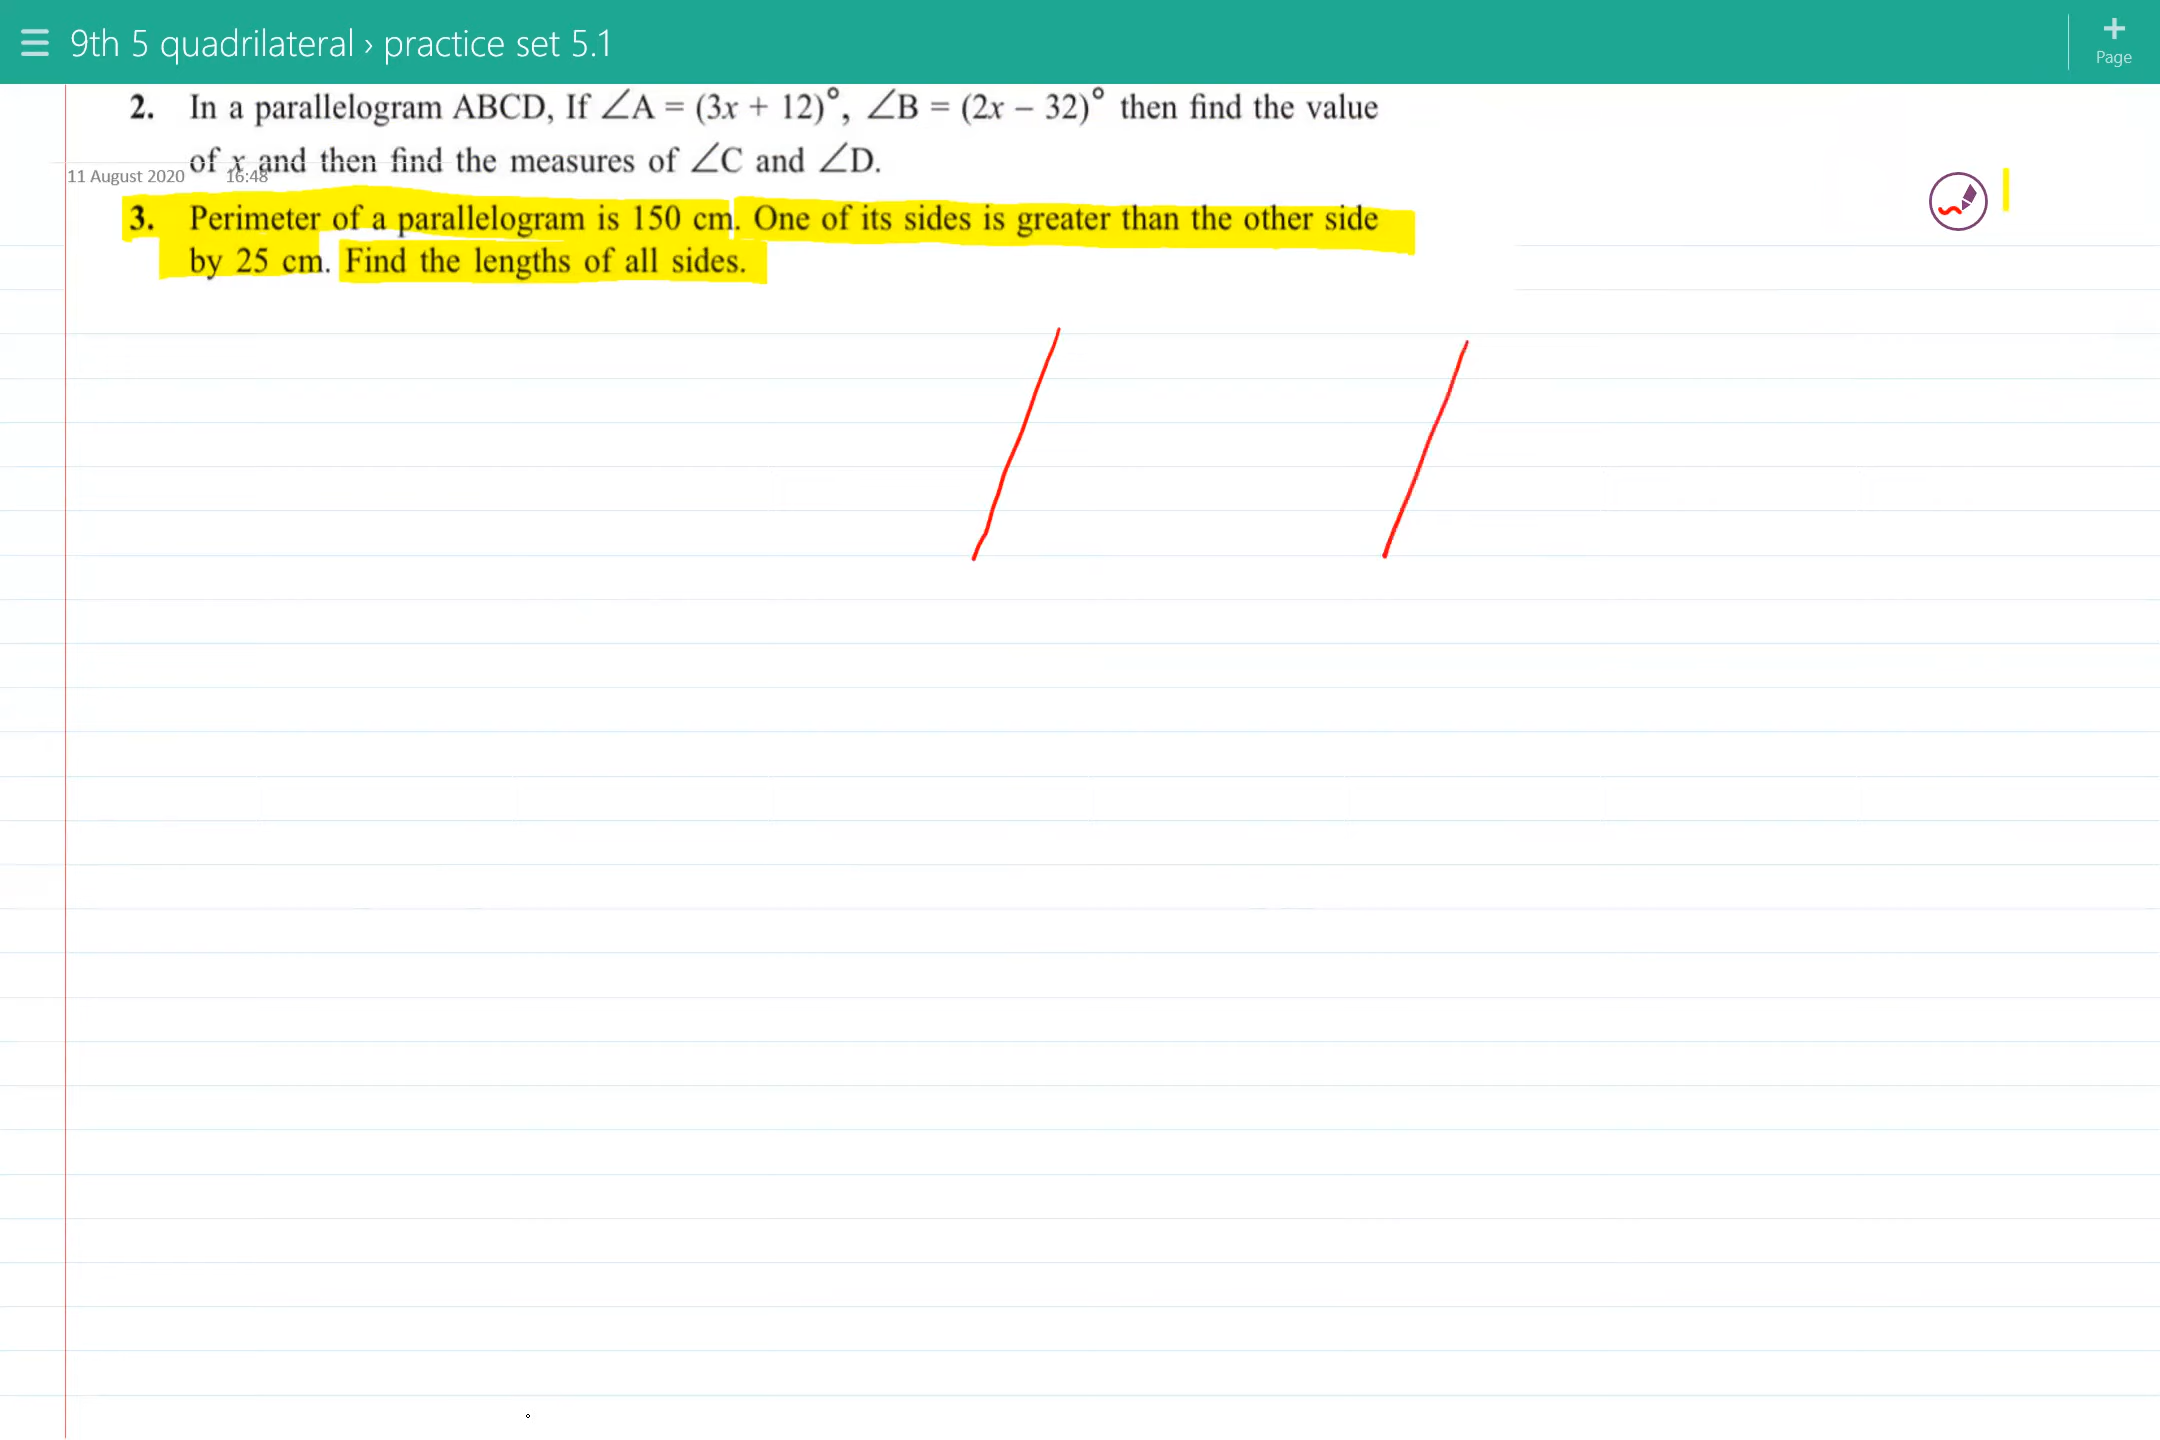 9th 5 quadrilateral › practice set 5.1
Page
2. In a parallelogram ABCD, If ∠A = (3x + 12)°, ∠B = (2x – 32)° then find the value
of x and then find the measures of ∠C and ∠D.
11 August 2020 16:48
3. Perimeter of a parallelogram is 150 cm. One of its sides is greater than the other side
by 25 cm. Find the lengths of all sides.